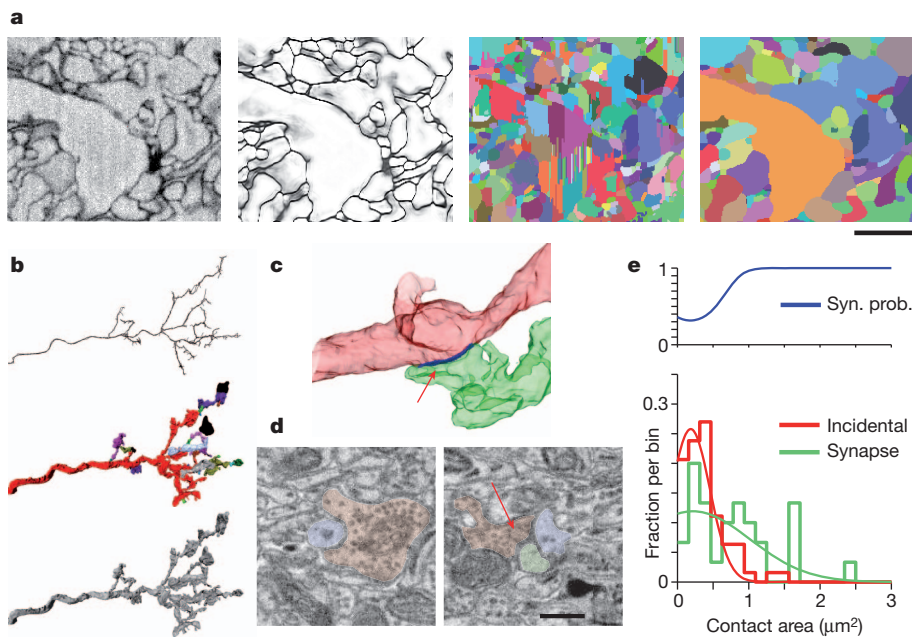 a
b
c
d
e
1
0
Syn. prob.
0.3
0
Fraction per bin
Incidental
Synapse
0
1
2
3
Contact area (μm²)